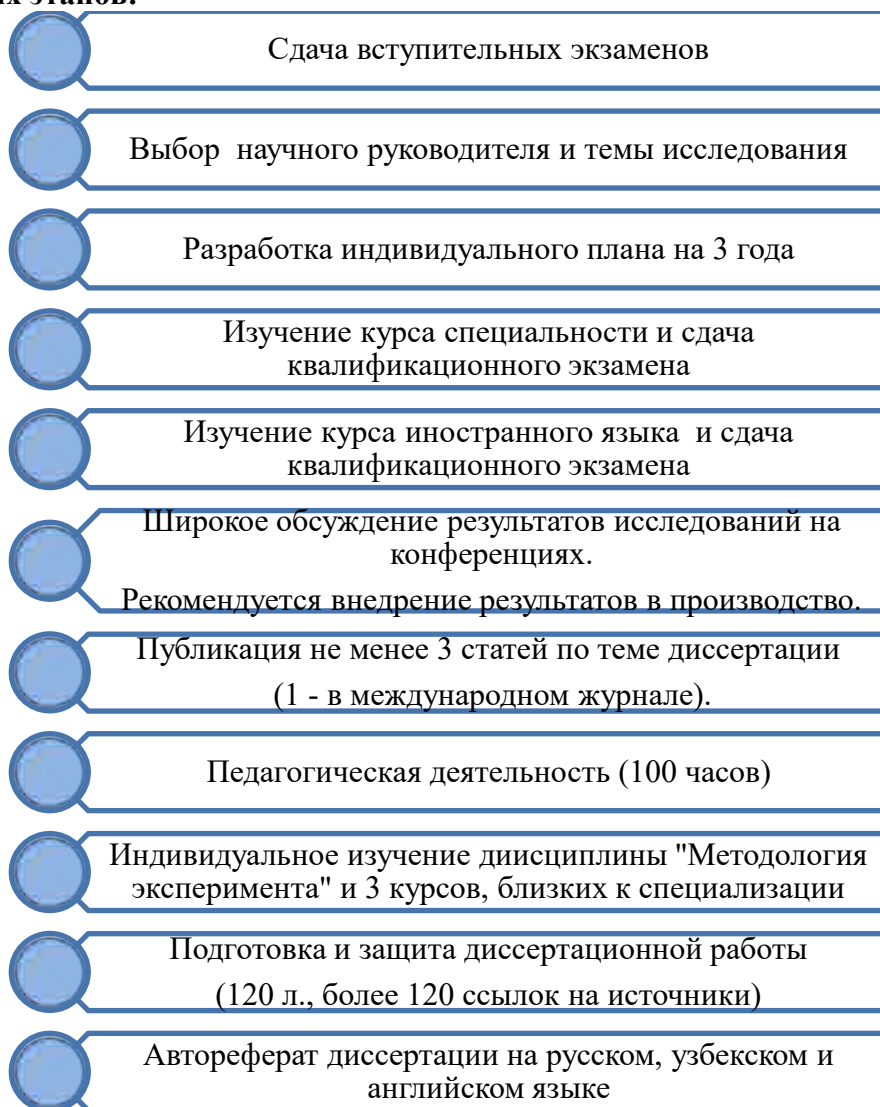 х этапов:
Сдача вступительных экзаменов
Выбор научного руководителя и темы исследования
Разработка индивидуального плана на 3 года
Изучение курса специальности и сдача
квалификационного экзамена
Изучение курса иностранного языка и сдача
квалификационного экзамена
Широкое обсуждение результатов исследований на
конференциях.
Рекомендуется внедрение результатов в производство.
Публикация не менее 3 статей по теме диссертации
(1 - в международном журнале).
Педагогическая деятельность (100 часов)
Индивидуальное изучение диисциплины "Методология
эксперимента" и 3 курсов, близких к специализации
Подготовка и защита диссертационной работы
(120 л., более 120 ссылок на источники)
Автореферат диссертации на русском, узбекском и
английском языке